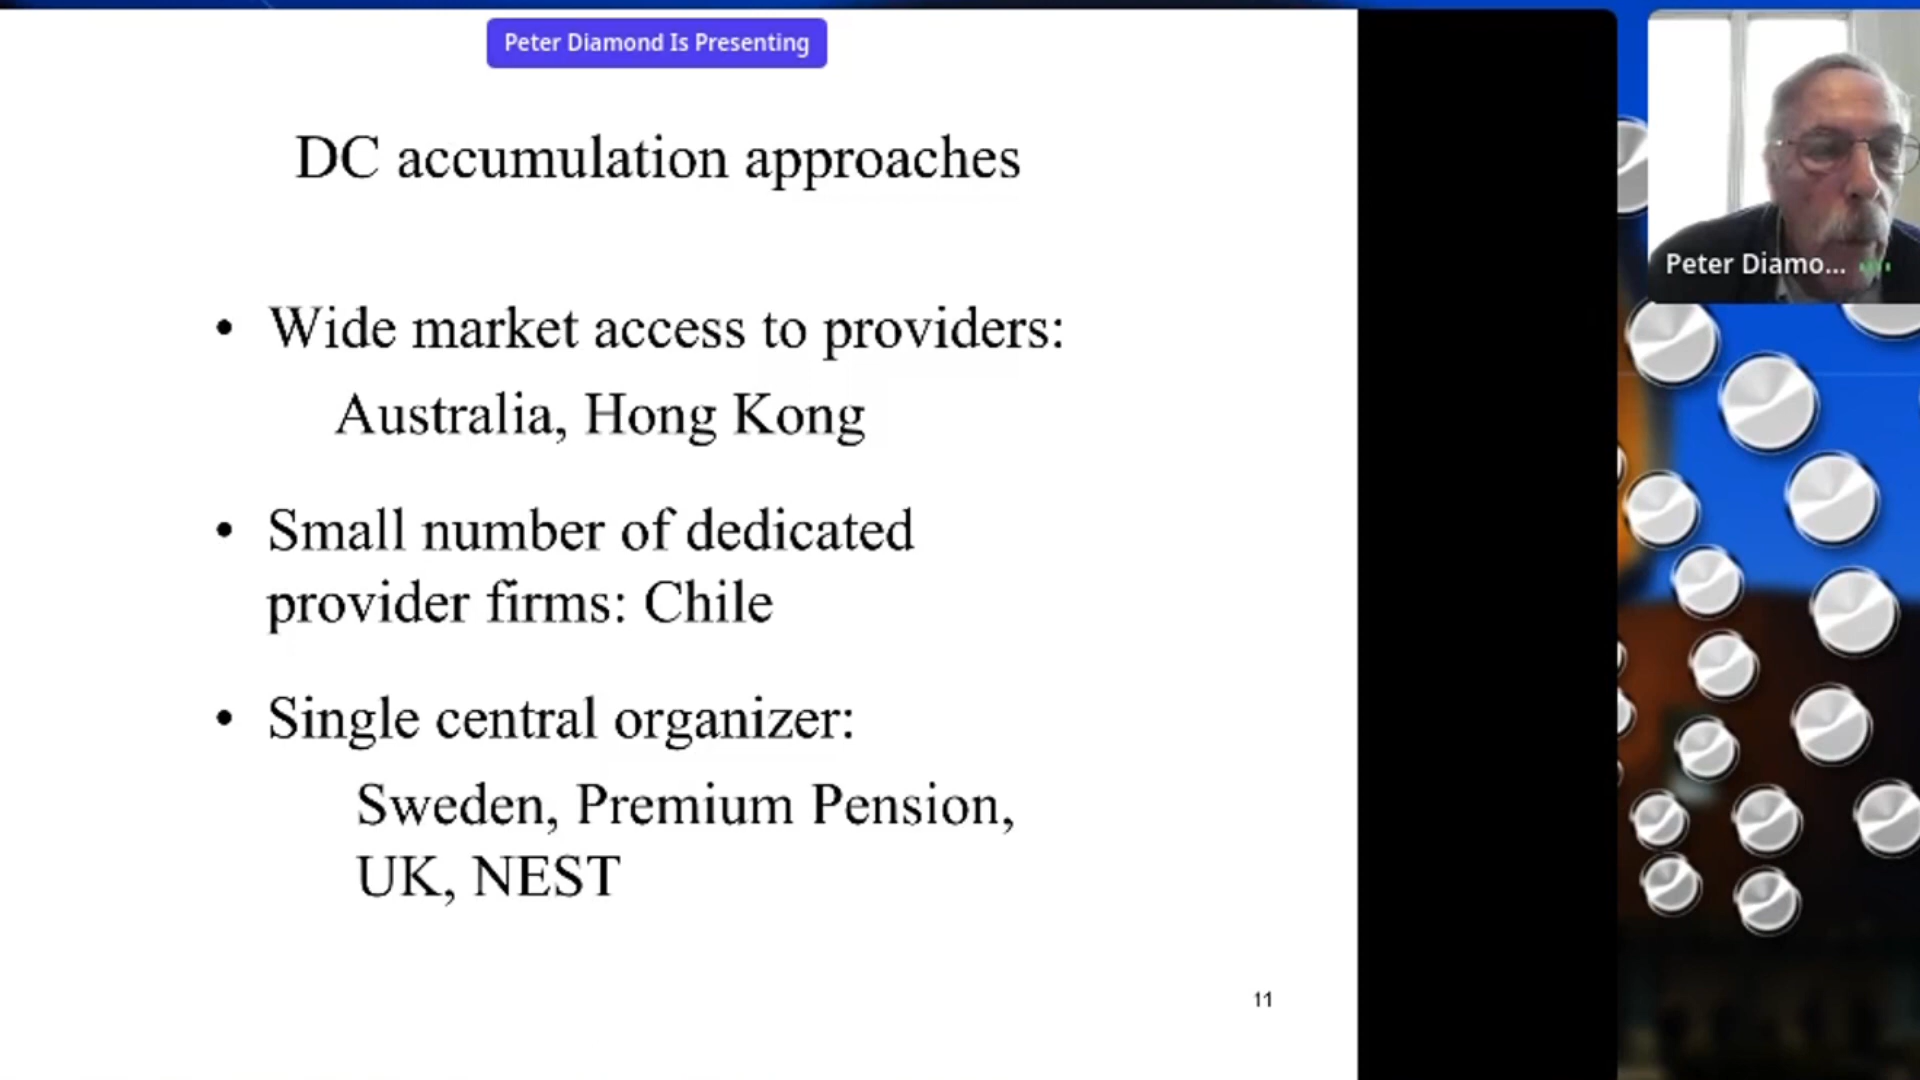 Peter Diamond Is Presenting
DC accumulation approaches
• Wide market access to providers:
Australia, Hong Kong
• Small number of dedicated
provider firms: Chile
• Single central organizer:
Sweden, Premium Pension,
UK, NEST
11
Peter Diamo...